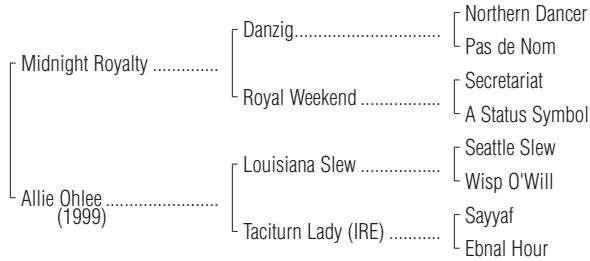 Northern Dancer
Danzig..............................
Pas de Nom
Midnight Royalty .............
Secretariat
Royal Weekend ................
A Status Symbol
Seattle Slew
Louisiana Slew ................
Wisp O'Will
Allie Ohlee ......................
(1999)
Sayyaf
Taciturn Lady (IRE) ..........
Ebnal Hour